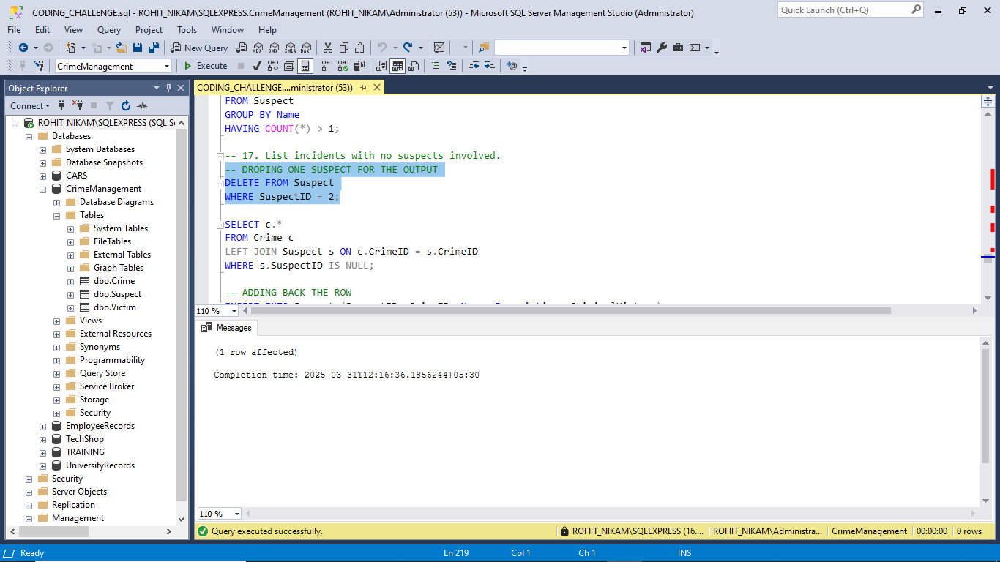 CODING_CHALLENGE.sql - ROHIT_NIKAM\SQLEXPRESS.CrimeManagement (ROHIT_NIKAM\Administrator (53)) - Microsoft SQL Server Management Studio (Administrator)
Quick Launch (Ctrl+Q)
File Edit View Query Project Tools Window Help
New Query MDX DMX XMLA DAX
CrimeManagement Execute
Object Explorer
CODING_CHALLENGE....ministrator (53))
Connect
ROHIT_NIKAM\SQLEXPRESS (SQL S
Databases
System Databases
Database Snapshots
CARS
CrimeManagement
Database Diagrams
Tables
System Tables
FileTables
External Tables
Graph Tables
dbo.Crime
dbo.Suspect
dbo.Victim
Views
External Resources
Synonyms
Programmability
Query Store
Service Broker
Storage
Security
EmployeeRecords
TechShop
TRAINING
UniversityRecords
Security
Server Objects
Replication
Management
FROM Suspect
GROUP BY Name
HAVING COUNT(*) > 1;
-- 17. List incidents with no suspects involved.
-- DROPING ONE SUSPECT FOR THE OUTPUT
DELETE FROM Suspect
WHERE SuspectID = 2;
SELECT c.*
FROM Crime c
LEFT JOIN Suspect s ON c.CrimeID = s.CrimeID
WHERE s.SuspectID IS NULL;
-- ADDING BACK THE ROW
110 %
Messages
(1 row affected)
Completion time: 2025-03-31T12:16:36.1856244+05:30
110 %
Query executed successfully.
ROHIT_NIKAM\SQLEXPRESS (16.... ROHIT_NIKAM\Administra... CrimeManagement 00:00:00 0 rows
Ready Ln 219 Col 1 Ch 1 INS